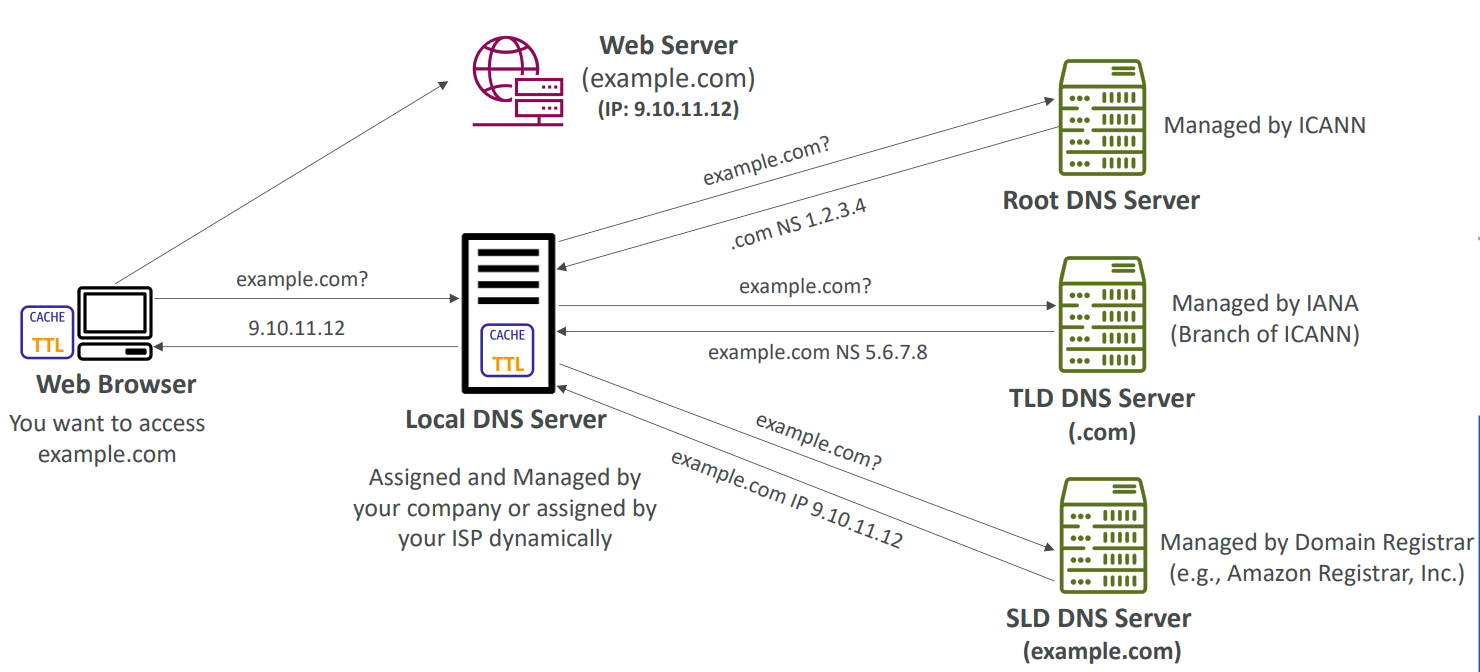 Web Server
(example.com)
(IP: 9.10.11.12)
example.com?
.com NS 1.2.3.4
Managed by ICANN
Root DNS Server
example.com?
9.10.11.12
CACHE
TTL
Web Browser
You want to access
example.com
CACHE
TTL
Local DNS Server
Assigned and Managed by
your company or assigned by
your ISP dynamically
example.com?
example.com NS 5.6.7.8
Managed by IANA
(Branch of ICANN)
TLD DNS Server
(.com)
example.com?
example.com IP 9.10.11.12
Managed by Domain Registrar
(e.g., Amazon Registrar, Inc.)
SLD DNS Server
(example.com)